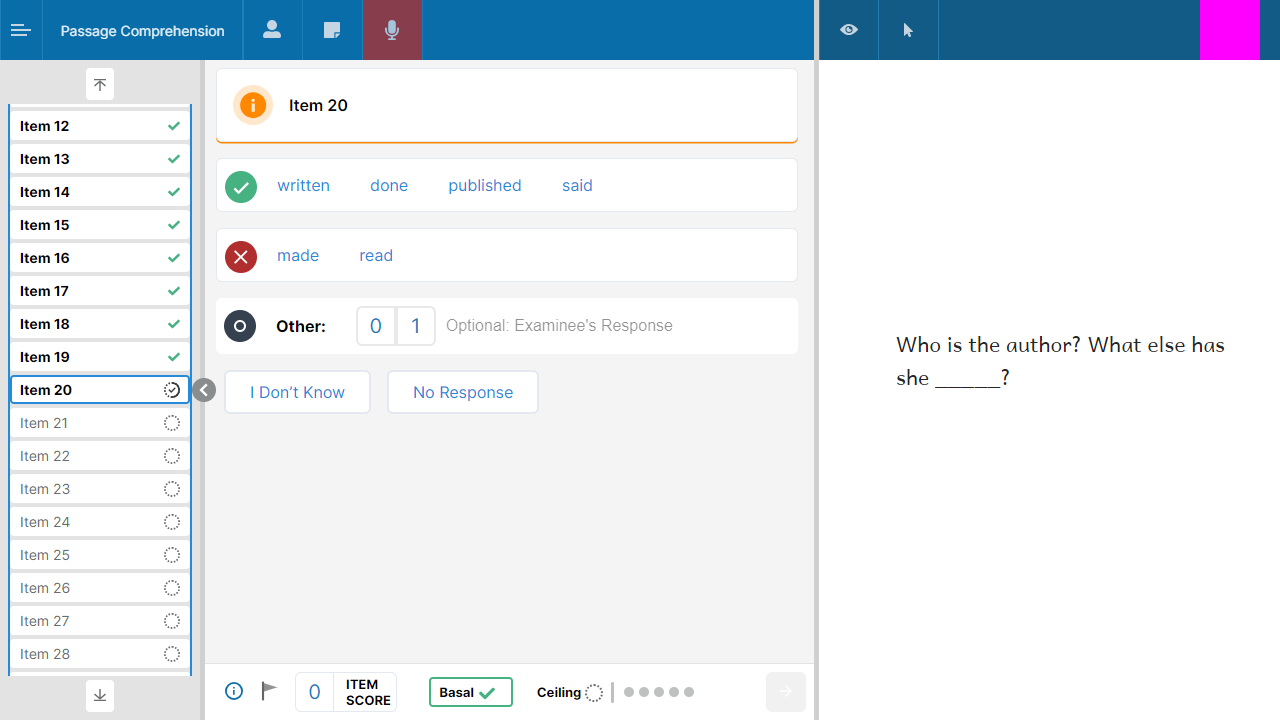 Passage Comprehension
Item 12
Item 13
Item 14
Item 15
Item 16
Item 17
Item 18
Item 19
Item 20
Item 21
Item 22
Item 23
Item 24
Item 25
Item 26
Item 27
Item 28
Item 20
written done published said
made read
Other: 0 1 Optional: Examinee's Response
I Don’t Know No Response
0 ITEM SCORE Basal Ceiling
Who is the author? What else has
she _____?